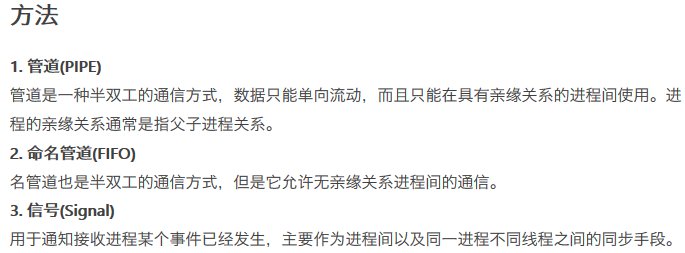 方法
1. 管道(PIPE)
管道是一种半双工的通信方式，数据只能单向流动，而且只能在具有亲缘关系的进程间使用。进
程的亲缘关系通常是指父子进程关系。
2. 命名管道(FIFO)
名管道也是半双工的通信方式，但是它允许无亲缘关系进程间的通信。
3. 信号(Signal)
用于通知接收进程某个事件已经发生，主要作为进程间以及同一进程不同线程之间的同步手段。